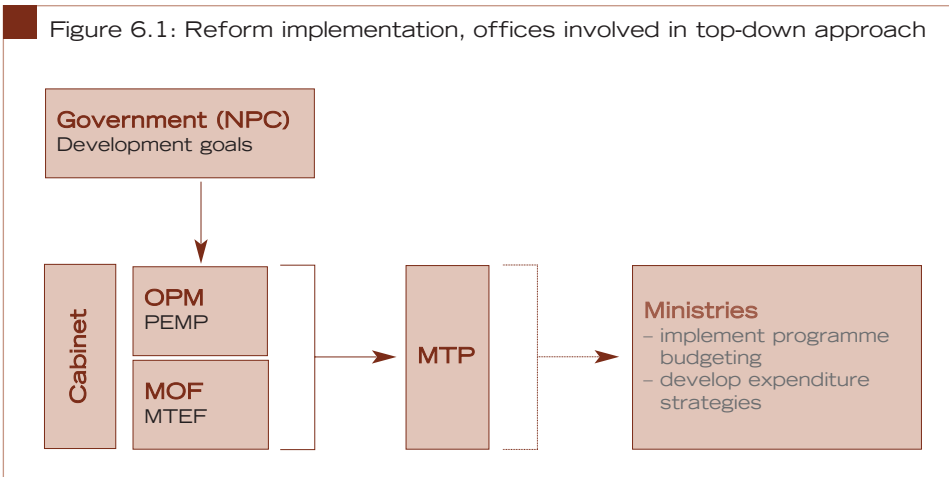 Figure 6.1: Reform implementation, offices involved in top-down approach
Government (NPC)
Development goals
Cabinet
OPM
PEMP
MOF
MTEF
MTP
Ministries
– implement programme
budgeting
– develop expenditure
strategies